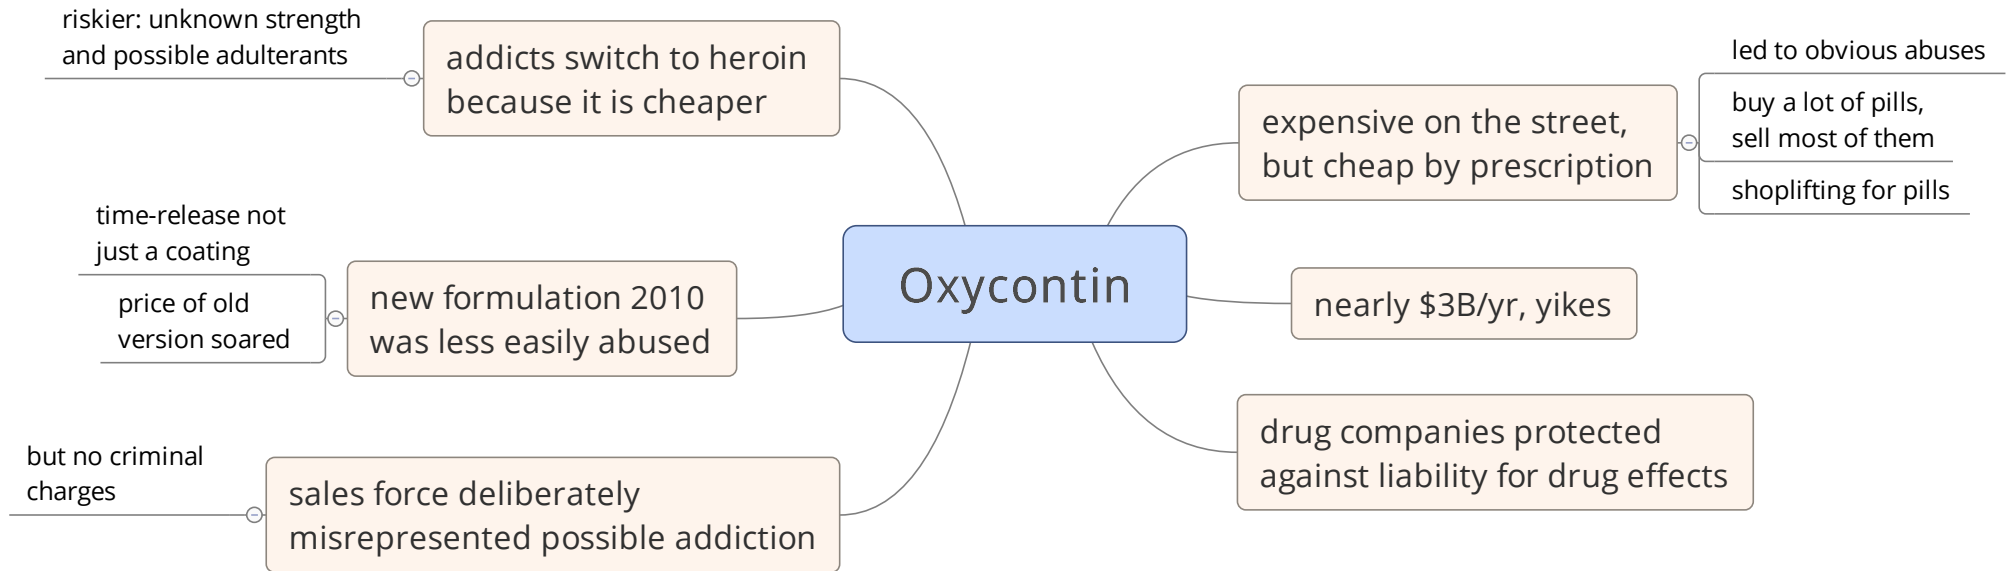 Oxycontin
expensive on the street,
but cheap by prescription
led to obvious abuses
buy a lot of pills,
sell most of them
shoplifting for pills
nearly $3B/yr, yikes
drug companies protected
against liability for drug effects
sales force deliberately
misrepresented possible addiction
but no criminal
charges
new formulation 2010
was less easily abused
time-release not
just a coating
price of old
version soared
addicts switch to heroin
because it is cheaper
riskier: unknown strength
and possible adulterants